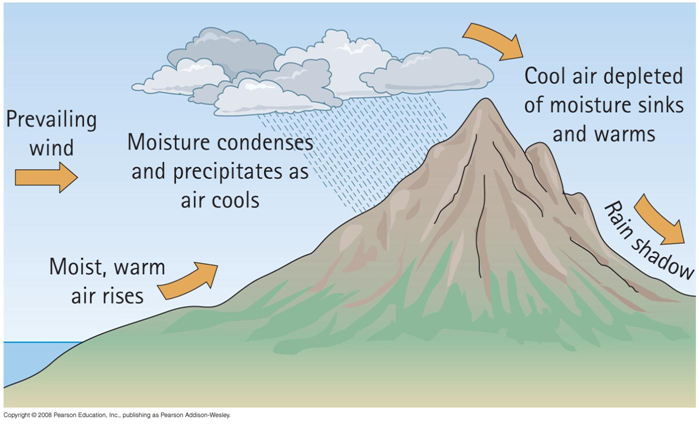 Prevailing
wind
Moist, warm
air rises
Moisture condenses
and precipitates as
air cools
Cool air depleted
of moisture sinks
and warms
Rain shadow
Copyright © 2008 Pearson Education, Inc., publishing as Pearson Addison-Wesley.